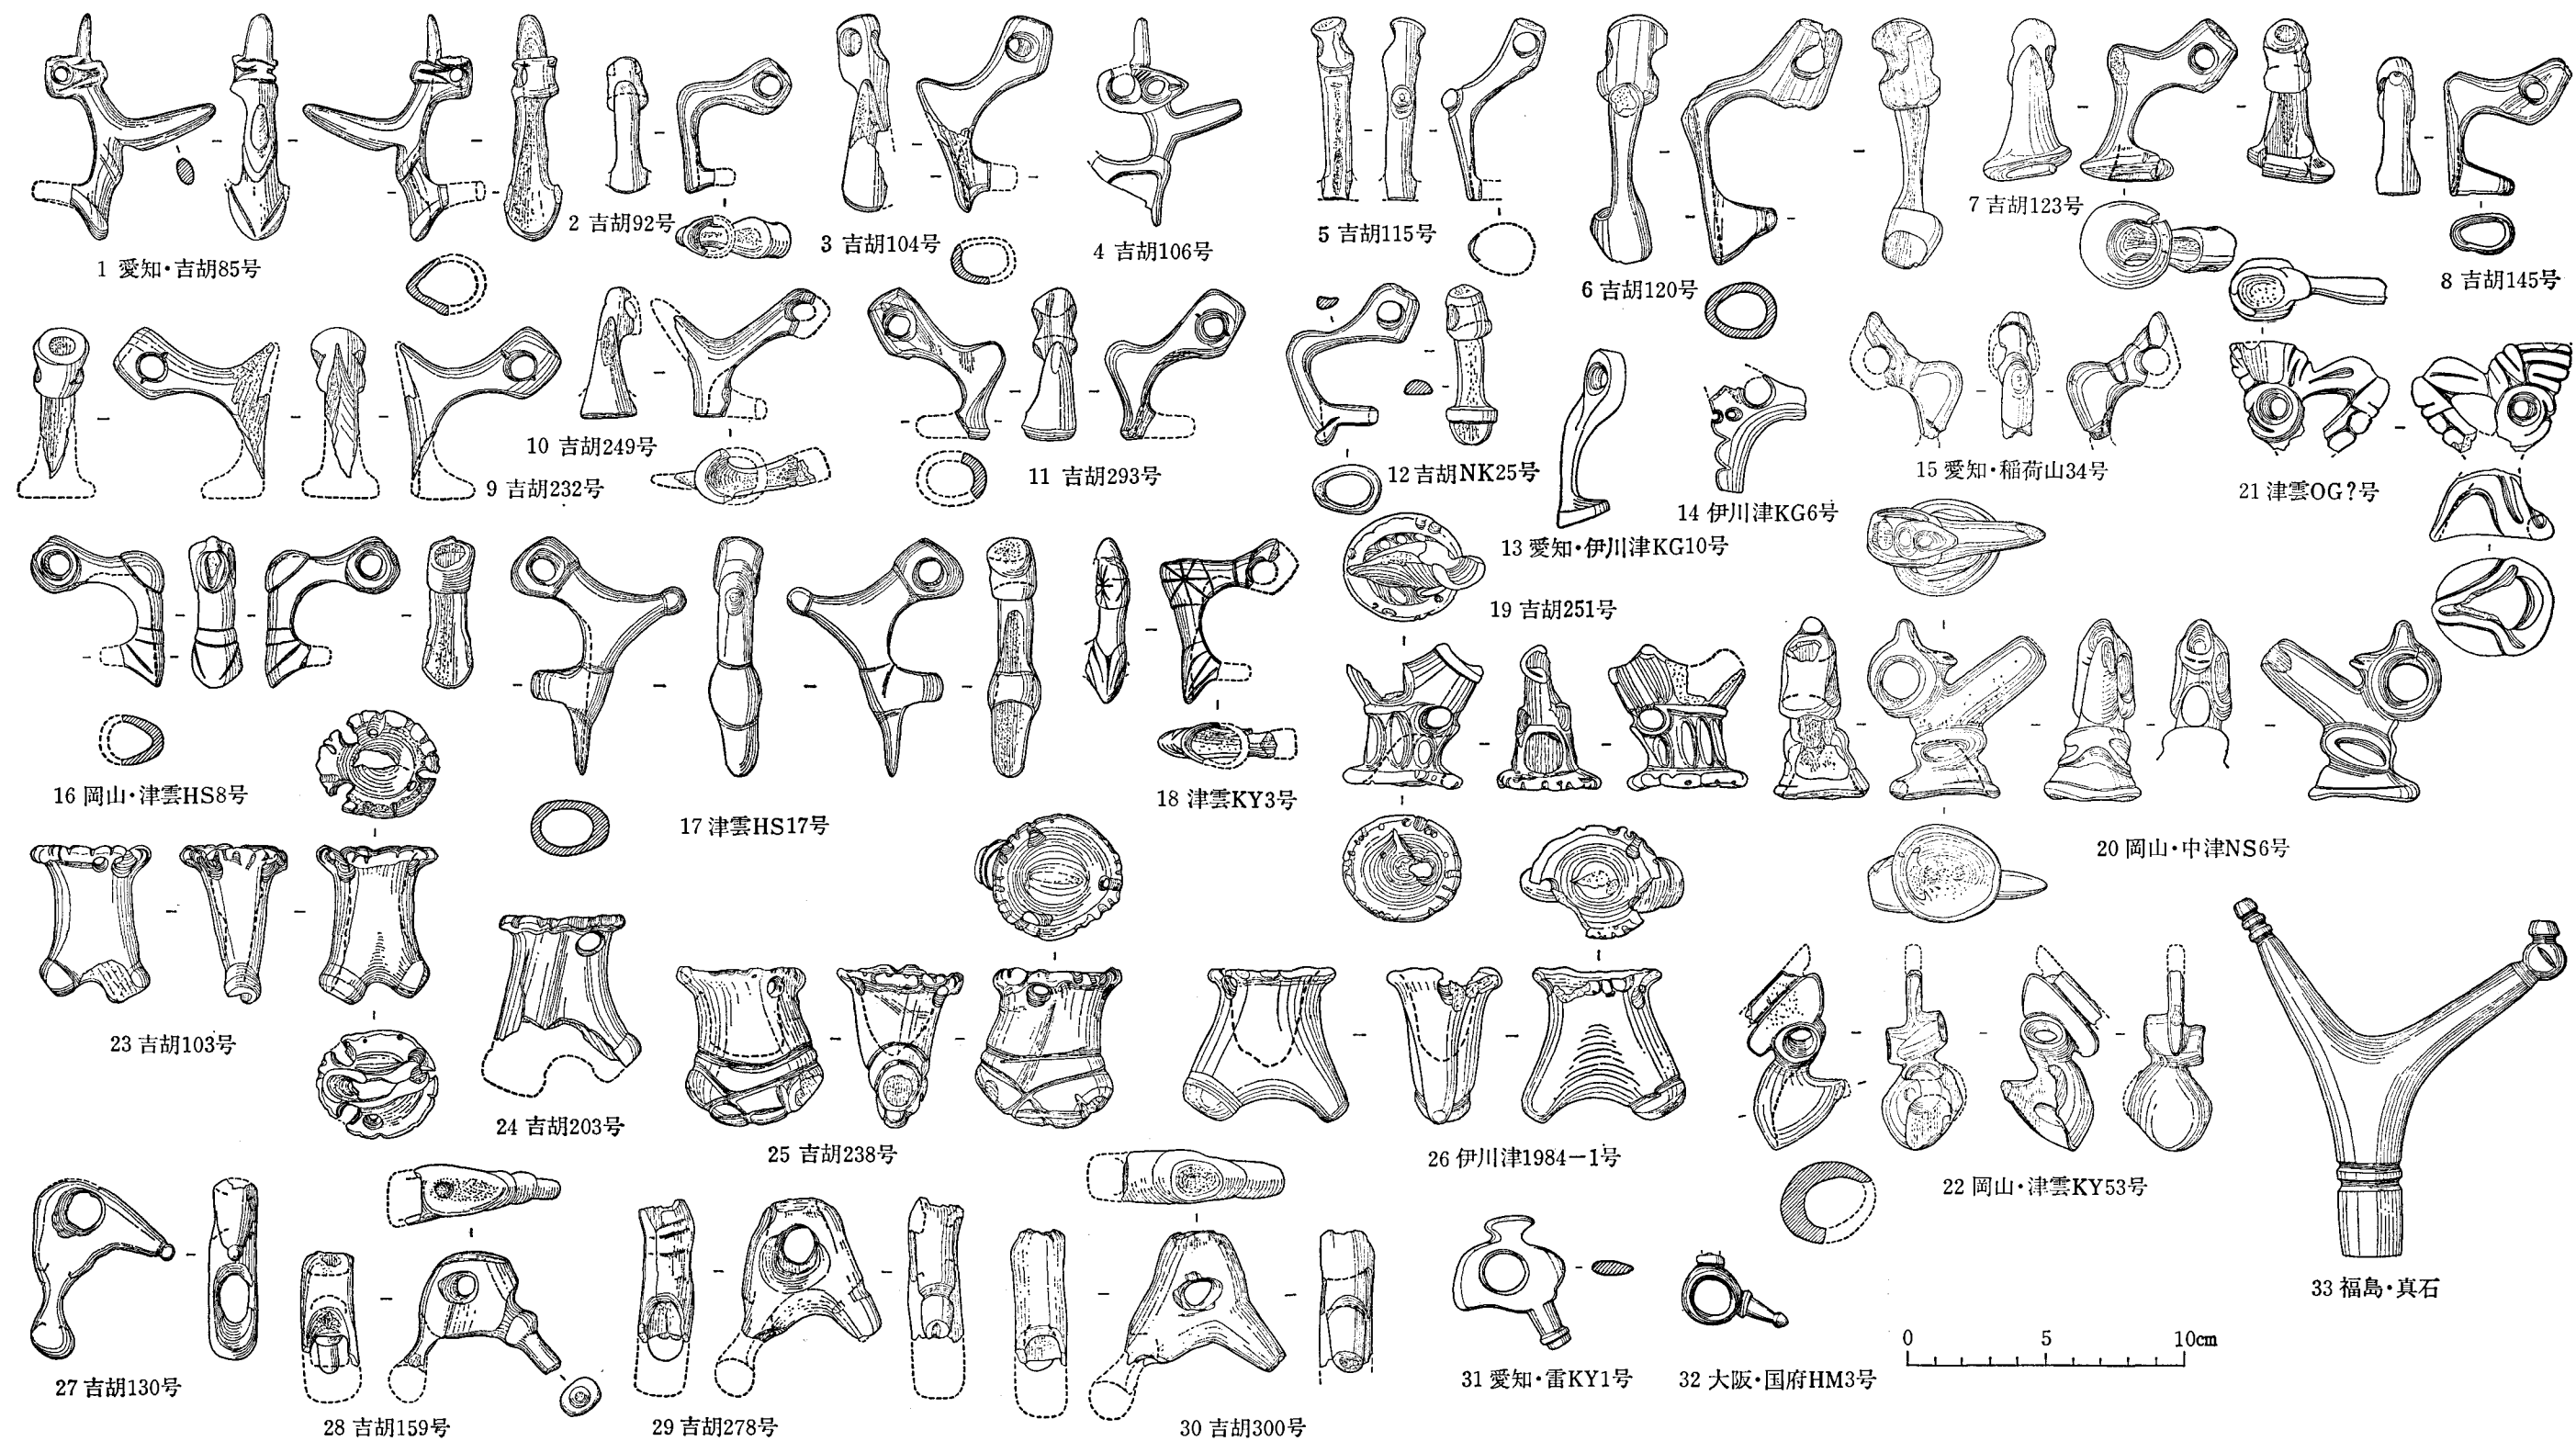 1 愛知・吉胡85号
2 吉胡92号
3 吉胡104号
4 吉胡106号
5 吉胡115号
6 吉胡120号
7 吉胡123号
8 吉胡145号
9 吉胡232号
10 吉胡249号
11 吉胡293号
12 吉胡NK25号
13 愛知・伊川津KG10号
14 伊川津KG6号
15 愛知・稲荷山34号
16 岡山・津雲HS8号
17 津雲HS17号
18 津雲KY3号
19 吉胡251号
20 岡山・中津NS6号
21 津雲OG?号
22 岡山・津雲KY53号
23 吉胡103号
24 吉胡203号
25 吉胡238号
26 伊川津1984-1号
27 吉胡130号
28 吉胡159号
29 吉胡278号
30 吉胡300号
31 愛知・雷KY1号
32 大阪・国府HM3号
33 福島・真石
0 5 10cm